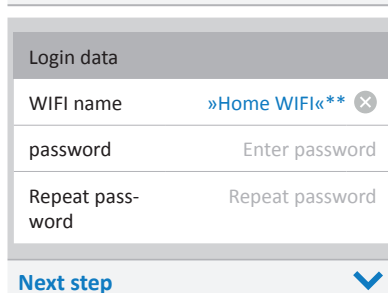 Login data
WIFI name »Home WIFI«**
password Enter password
Repeat pass- Repeat password
word
Next step